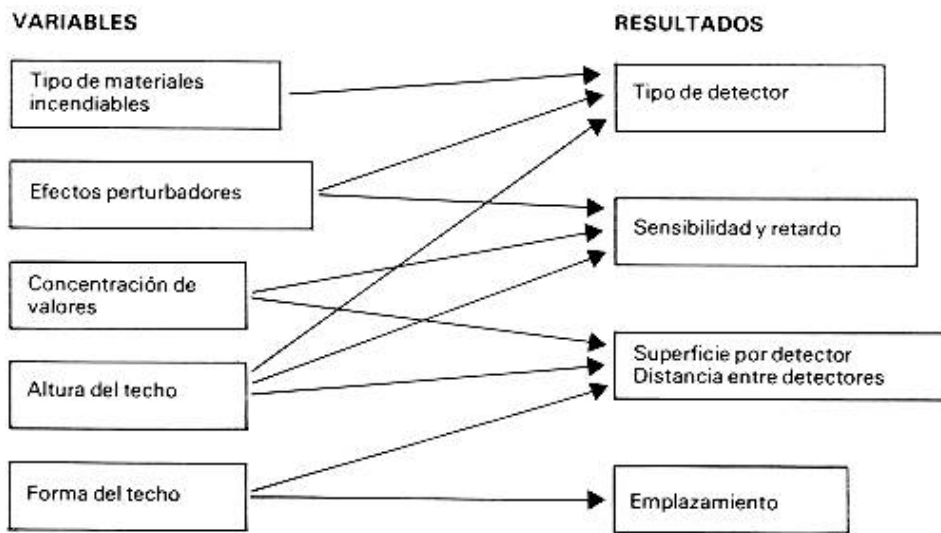 VARIABLES
Tipo de materiales
incendiables
Efectos perturbadores
Concentración de
valores
Altura del techo
Forma del techo
RESULTADOS
Tipo de detector
Sensibilidad y retardo
Superficie por detector
Distancia entre detectores
Emplazamiento